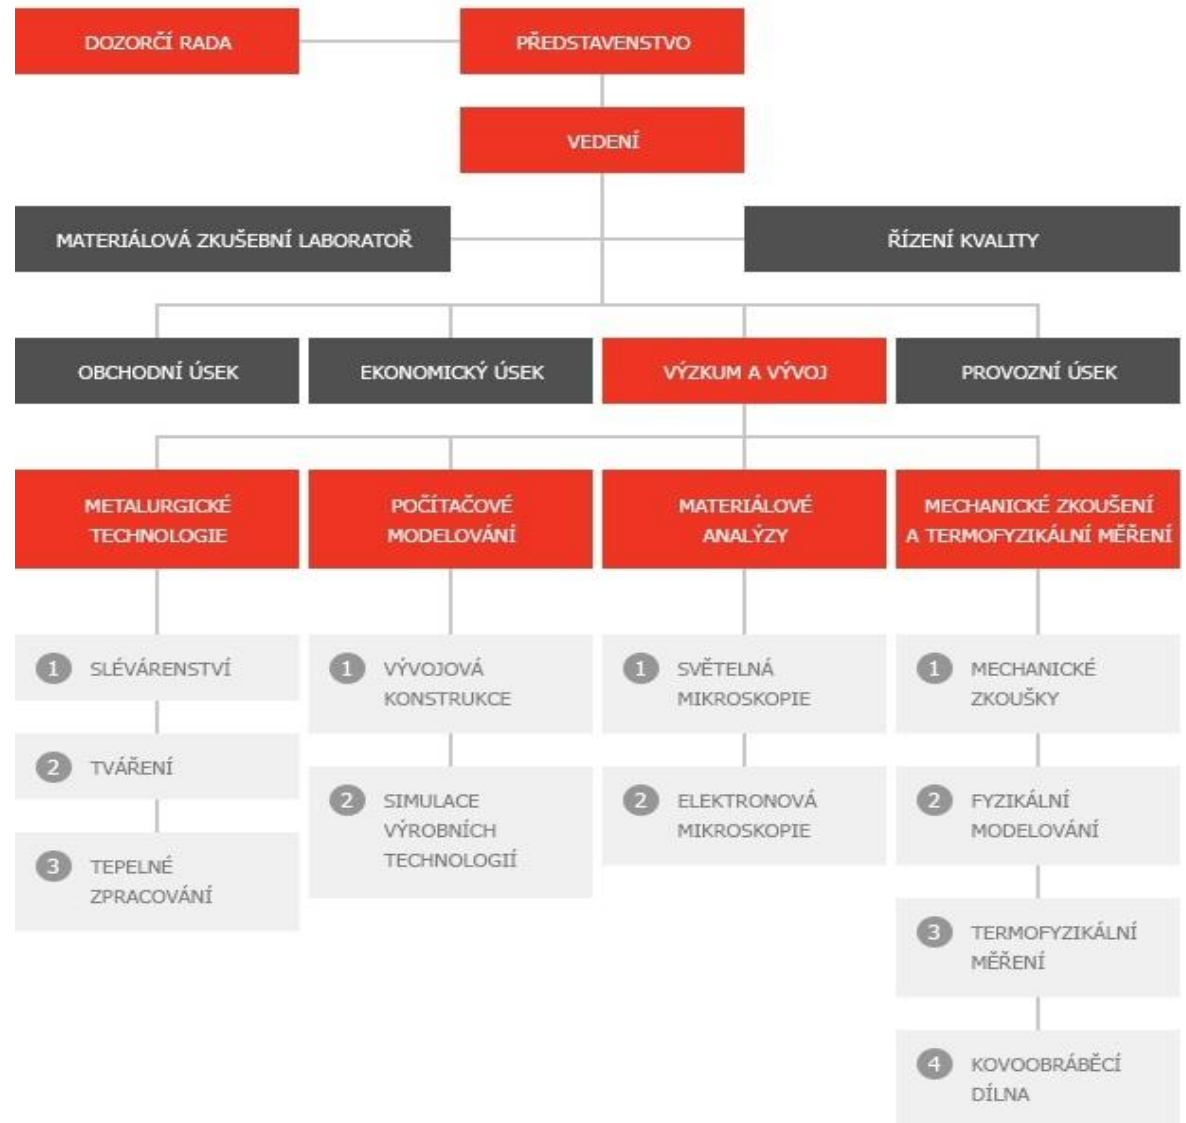 DOZORČÍ RADA
PŘEDSTAVENSTVO
VEDENÍ
MATERIÁLOVÁ ZKUŠEBNÍ LABORATOŘ
ŘÍZENÍ KVALITY
OBCHODNÍ ÚSEK
EKONOMICKÝ ÚSEK
VÝZKUM A VÝVOJ
PROVOZNÍ ÚSEK
METALURGICKÉ
TECHNOLOGIE
POČÍTAČOVÉ
MODELOVÁNÍ
MATERIÁLOVÉ
ANALÝZY
MECHANICKÉ ZKOUŠENÍ
A TERMOFYZIKÁLNÍ MĚŘENÍ
1 SLÉVÁRENSTVÍ
2 TVÁŘENÍ
3 TEPELNÉ
ZPRACOVÁNÍ
1 VÝVOJOVÁ
KONSTRUKCE
2 SIMULACE
VÝROBNÍCH
TECHNOLOGIÍ
1 SVĚTELNÁ
MIKROSKOPIE
2 ELEKTRONOVÁ
MIKROSKOPIE
1 MECHANICKÉ
ZKOUŠKY
2 FYZIKÁLNÍ
MODELOVÁNÍ
3 TERMOFYZIKÁLNÍ
MĚŘENÍ
4 KOVOOBRÁBĚCÍ
DÍLNA